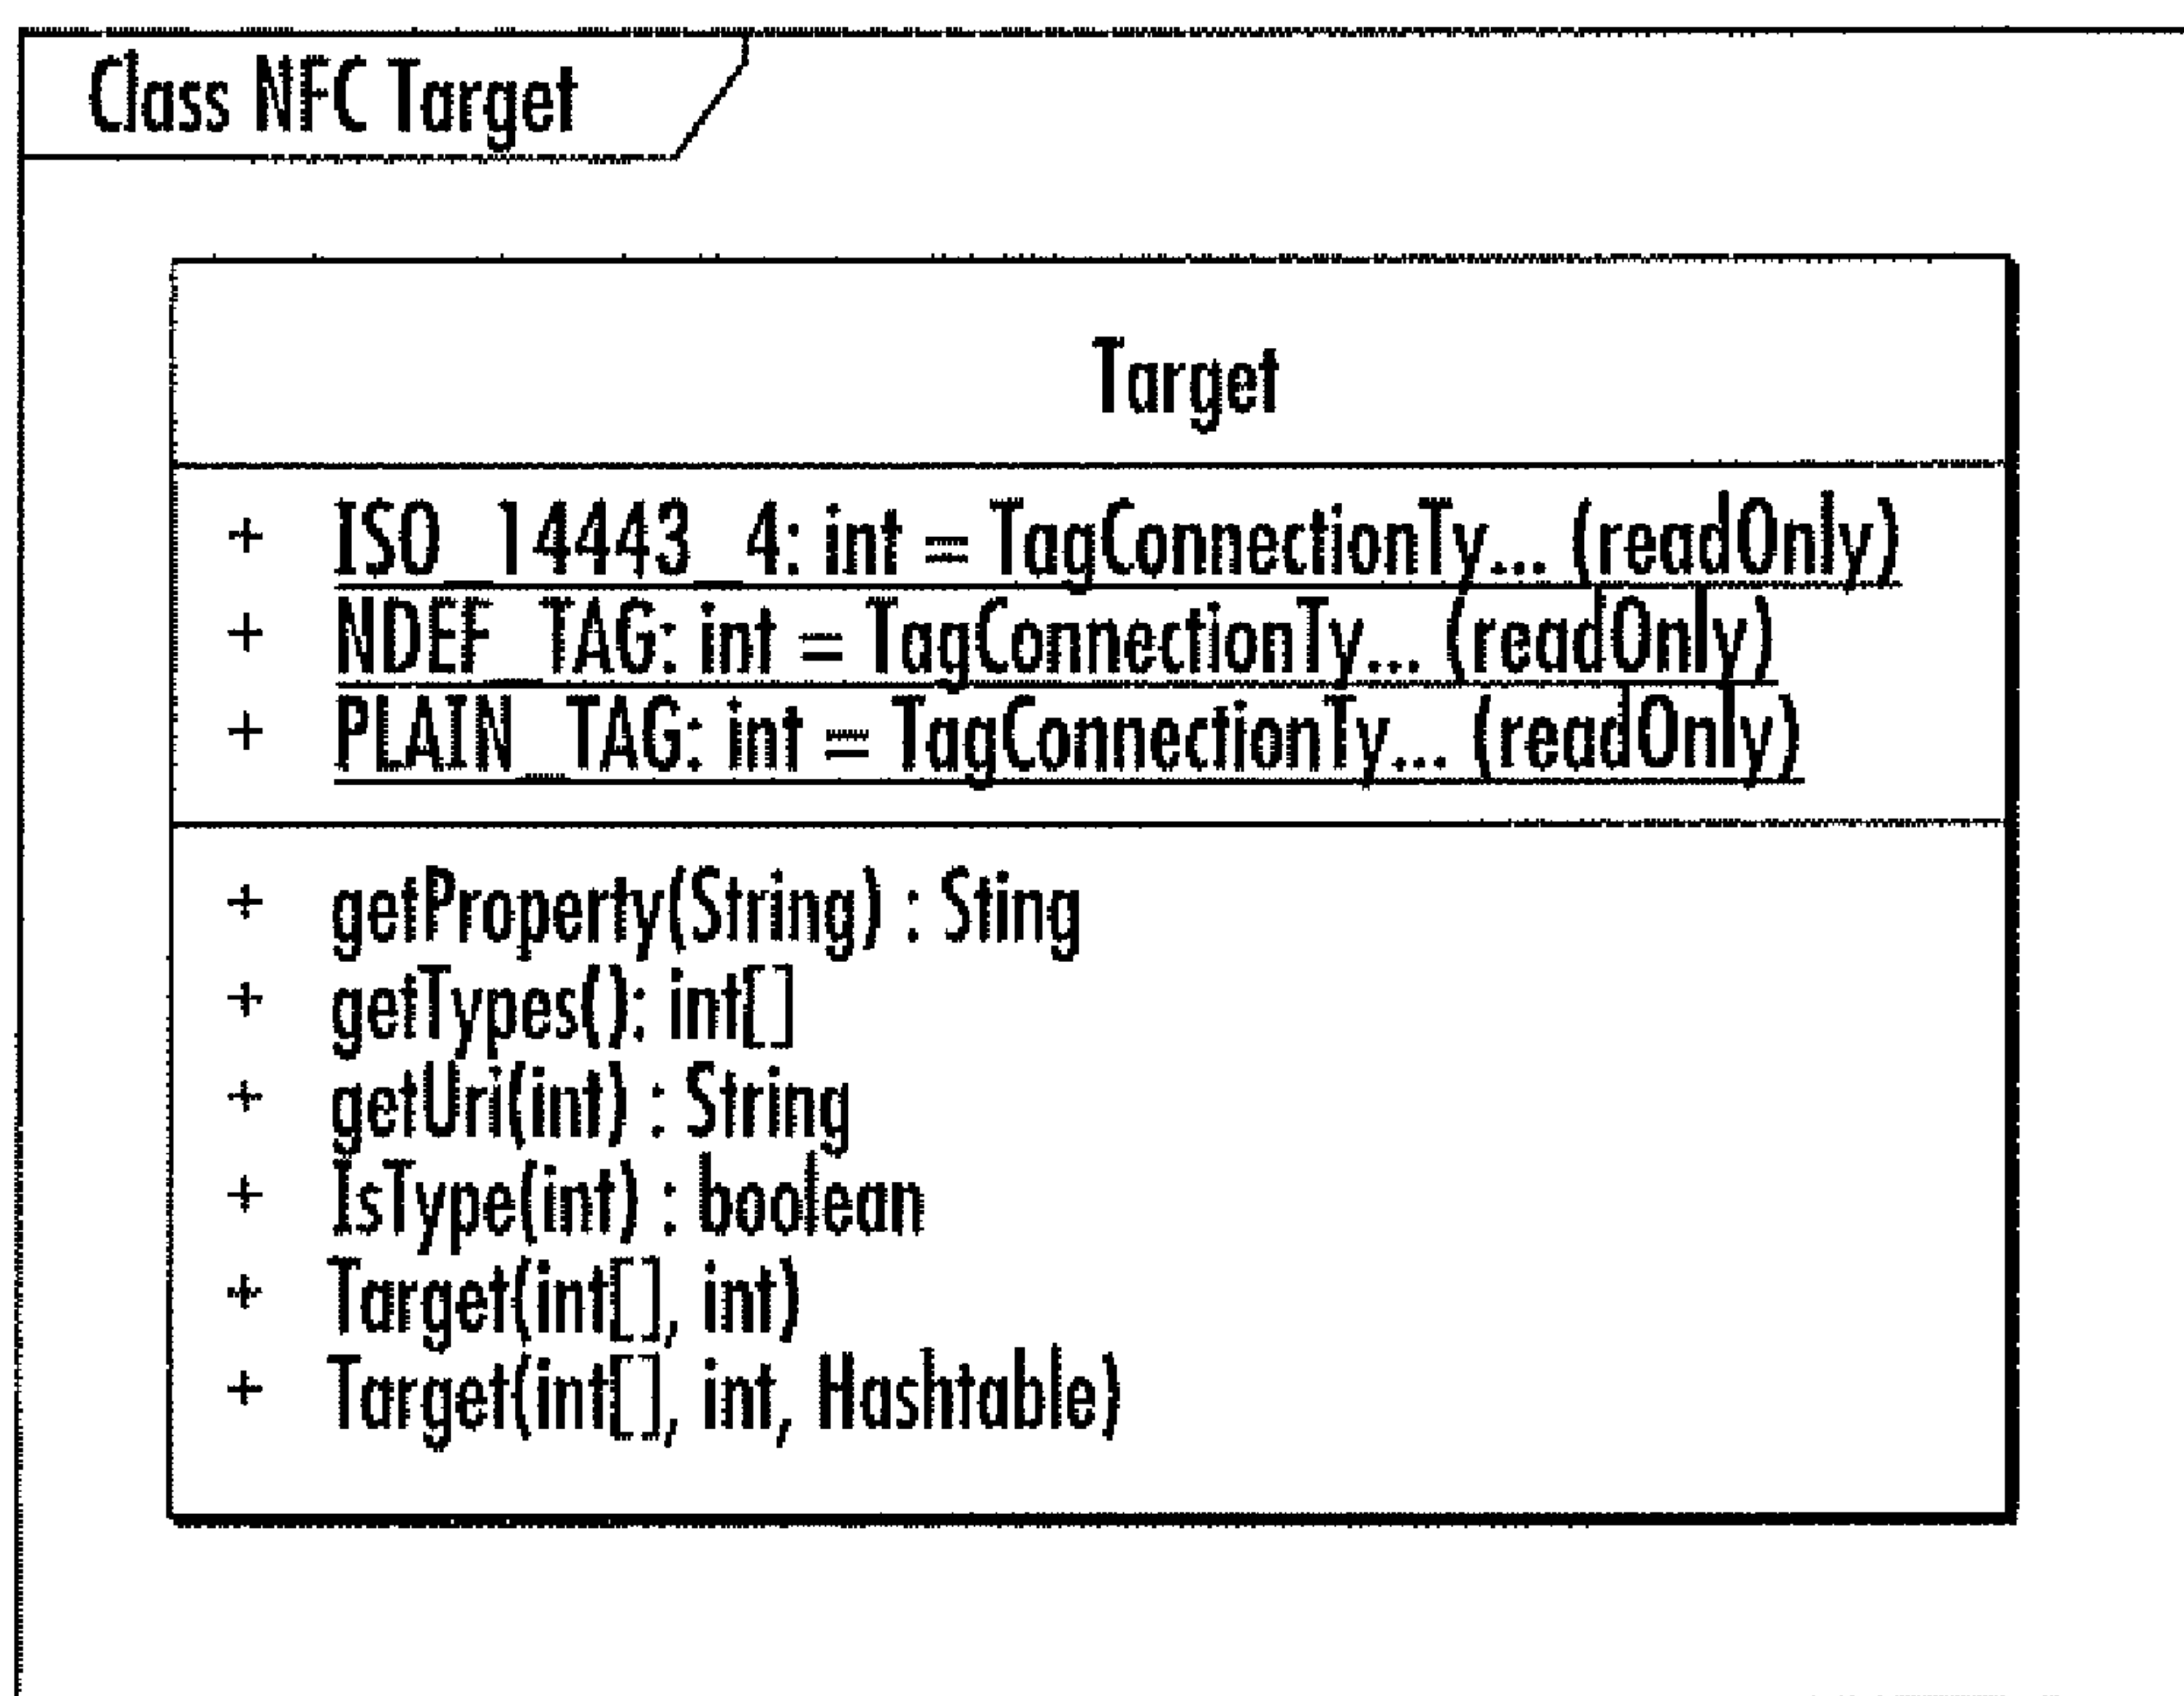 Class NFC Target
Target
+ ISO_14443_4: int = TagConnectionTy... (readOnly)
+ NDEF_TAG: int = TagConnectionTy... (readOnly)
+ PLAIN_TAG: int = TagConnectionTy... (readOnly)
+ getProperty(String) : Sting
+ getTypes(): int[]
+ getUri(int) : String
+ IsType(int) : boolean
+ Target(int[], int)
+ Target(int[], int, Hashtable)